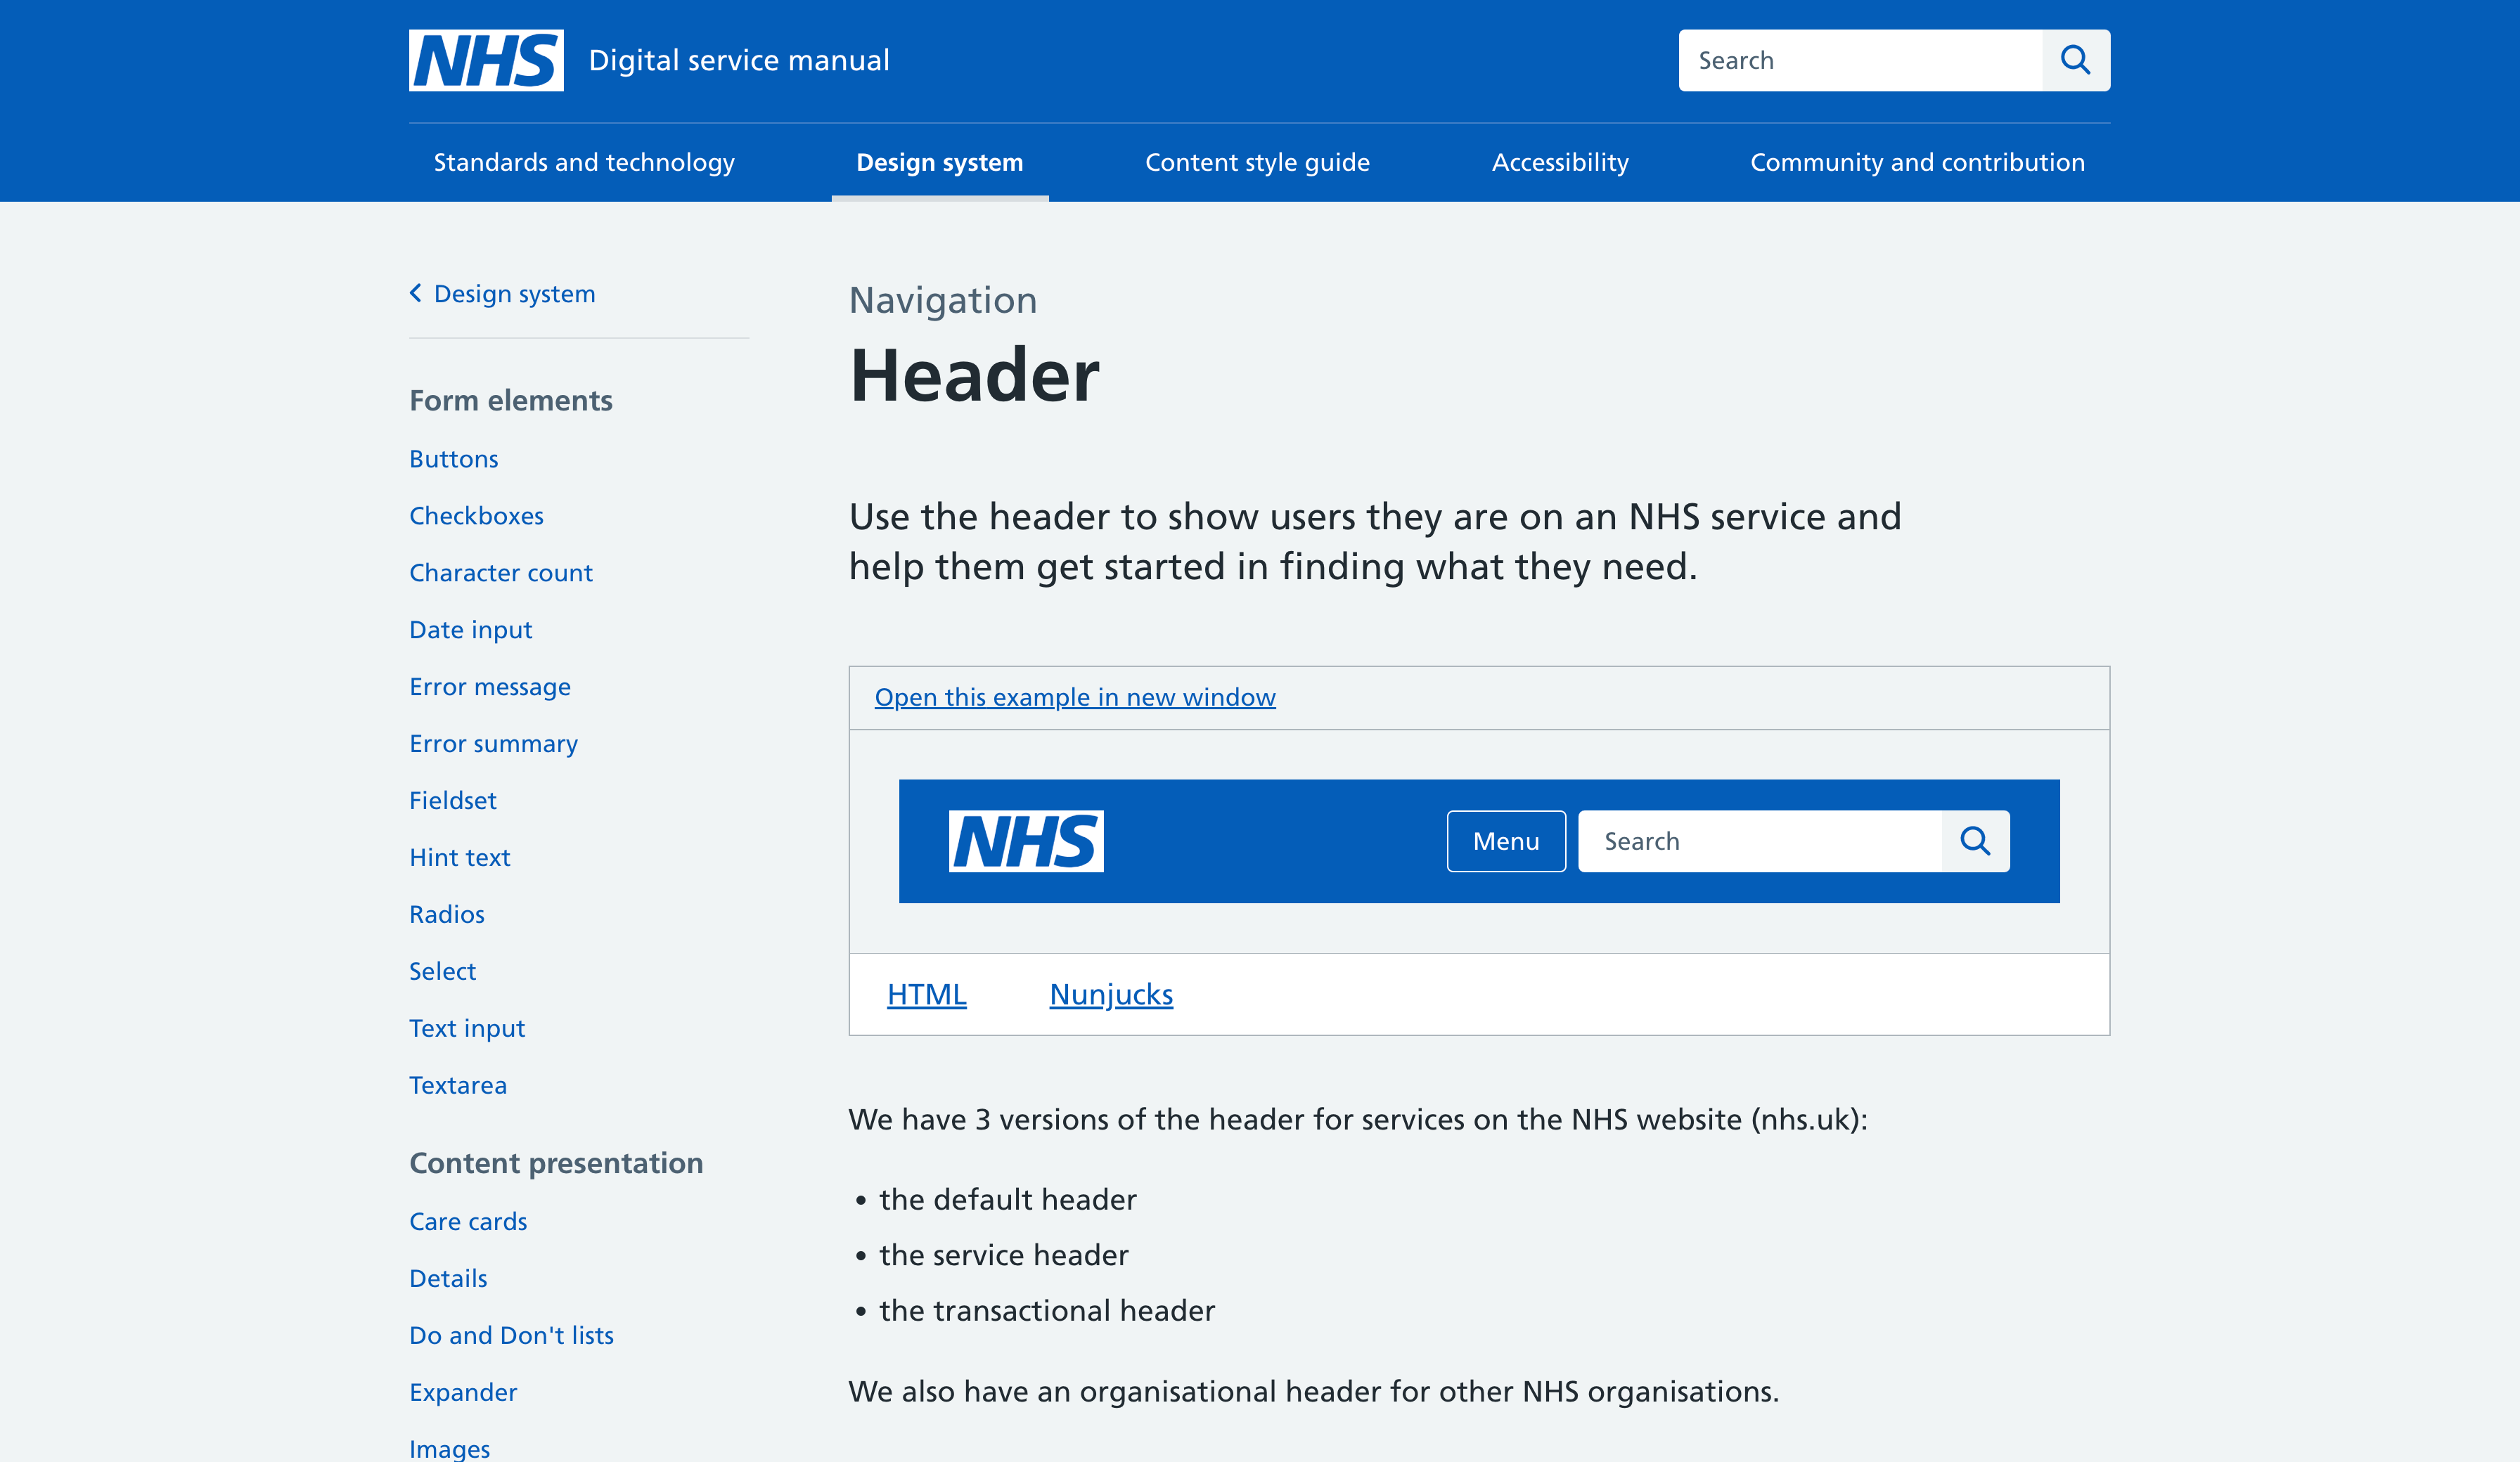 NHS Digital service manual
Search
Standards and technology
Design system
Content style guide
Accessibility
Community and contribution
Design system
Form elements
Buttons
Checkboxes
Character count
Date input
Error message
Error summary
Fieldset
Hint text
Radios
Select
Text input
Textarea
Content presentation
Care cards
Details
Do and Don't lists
Expander
Images
Navigation
Header
Use the header to show users they are on an NHS service and
help them get started in finding what they need.
Open this example in new window
NHS
Menu
Search
HTML
Nunjucks
We have 3 versions of the header for services on the NHS website (nhs.uk):
• the default header
• the service header
• the transactional header
We also have an organisational header for other NHS organisations.